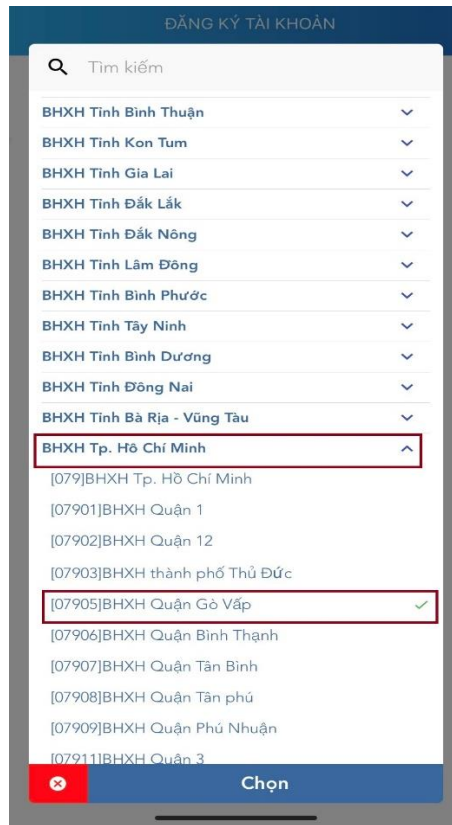 ĐĂNG KÝ TÀI KHOẢN
Tìm kiếm
BHXH Tỉnh Bình Thuận
BHXH Tỉnh Kon Tum
BHXH Tỉnh Gia Lai
BHXH Tỉnh Đắk Lắk
BHXH Tỉnh Đắk Nông
BHXH Tỉnh Lâm Đồng
BHXH Tỉnh Bình Phước
BHXH Tỉnh Tây Ninh
BHXH Tỉnh Bình Dương
BHXH Tỉnh Đồng Nai
BHXH Tỉnh Bà Rịa - Vũng Tàu
BHXH Tp. Hồ Chí Minh
[079]BHXH Tp. Hồ Chí Minh
[07901]BHXH Quận 1
[07902]BHXH Quận 12
[07903]BHXH thành phố Thủ Đức
[07905]BHXH Quận Gò Vấp
[07906]BHXH Quận Bình Thạnh
[07907]BHXH Quận Tân Bình
[07908]BHXH Quận Tân phú
[07909]BHXH Quận Phú Nhuận
[07911]BHXH Quận 3
Chọn